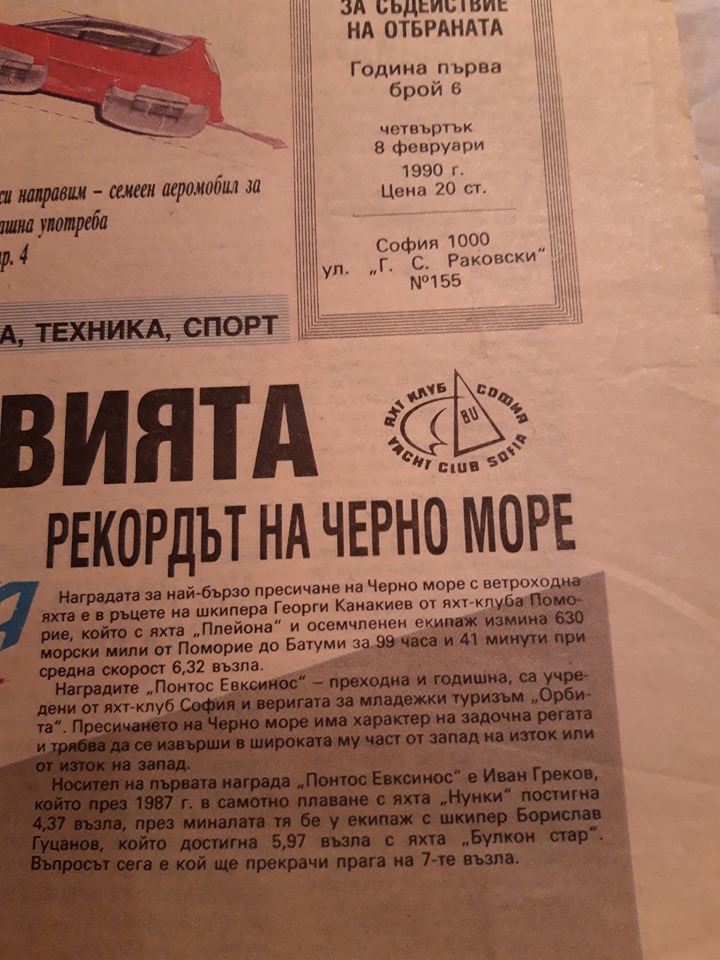 ЗА СЪДЕЙСТВИЕ
НА ОТБРАНАТА
Година първа
брой 6
четвъртък
8 февруари
1990 г.
Цена 20 ст.
София 1000
ул. „Г. С. Раковски“
№155
си направим – семеен аеромобил за
употреба
4
ТЕХНИКА, СПОРТ
ВИЯТА
ЯХТ КЛУБ СОФИЯ
BU
YACHT CLUB SOFIA
РЕКОРДЪТ НА ЧЕРНО МОРЕ
Наградата за най-бързо пресичане на Черно море с ветроходна
яхта е в ръцете на шкипера Георги Канакиев от яхт-клуба Помо-
рие, който с яхта „Плейона“ и осемчленен екипаж измина 630
морски мили от Поморие до Батуми за 99 часа и 41 минути при
средна скорост 6,32 възла.
Наградите „Понтос Евксинос“ – преходна и годишна, са учре-
дени от яхт-клуб София и веригата за младежки туризъм „Орби-
та“. Пресичането на Черно море има характер на задочна регата
и трябва да се извърши в широката му част от запад на изток или
от изток на запад.
Носител на първата награда „Понтос Евксинос“ е Иван Греков,
който през 1987 г. в самотно плаване с яхта „Нунки“ постигна
4,37 възла, през миналата тя бе у екипаж с шкипер Борислав
Гуцанов, който достигна 5,97 възла с яхта „Булкон стар“.
Въпросът сега е кой ще прекрачи прага на 7-те възла.